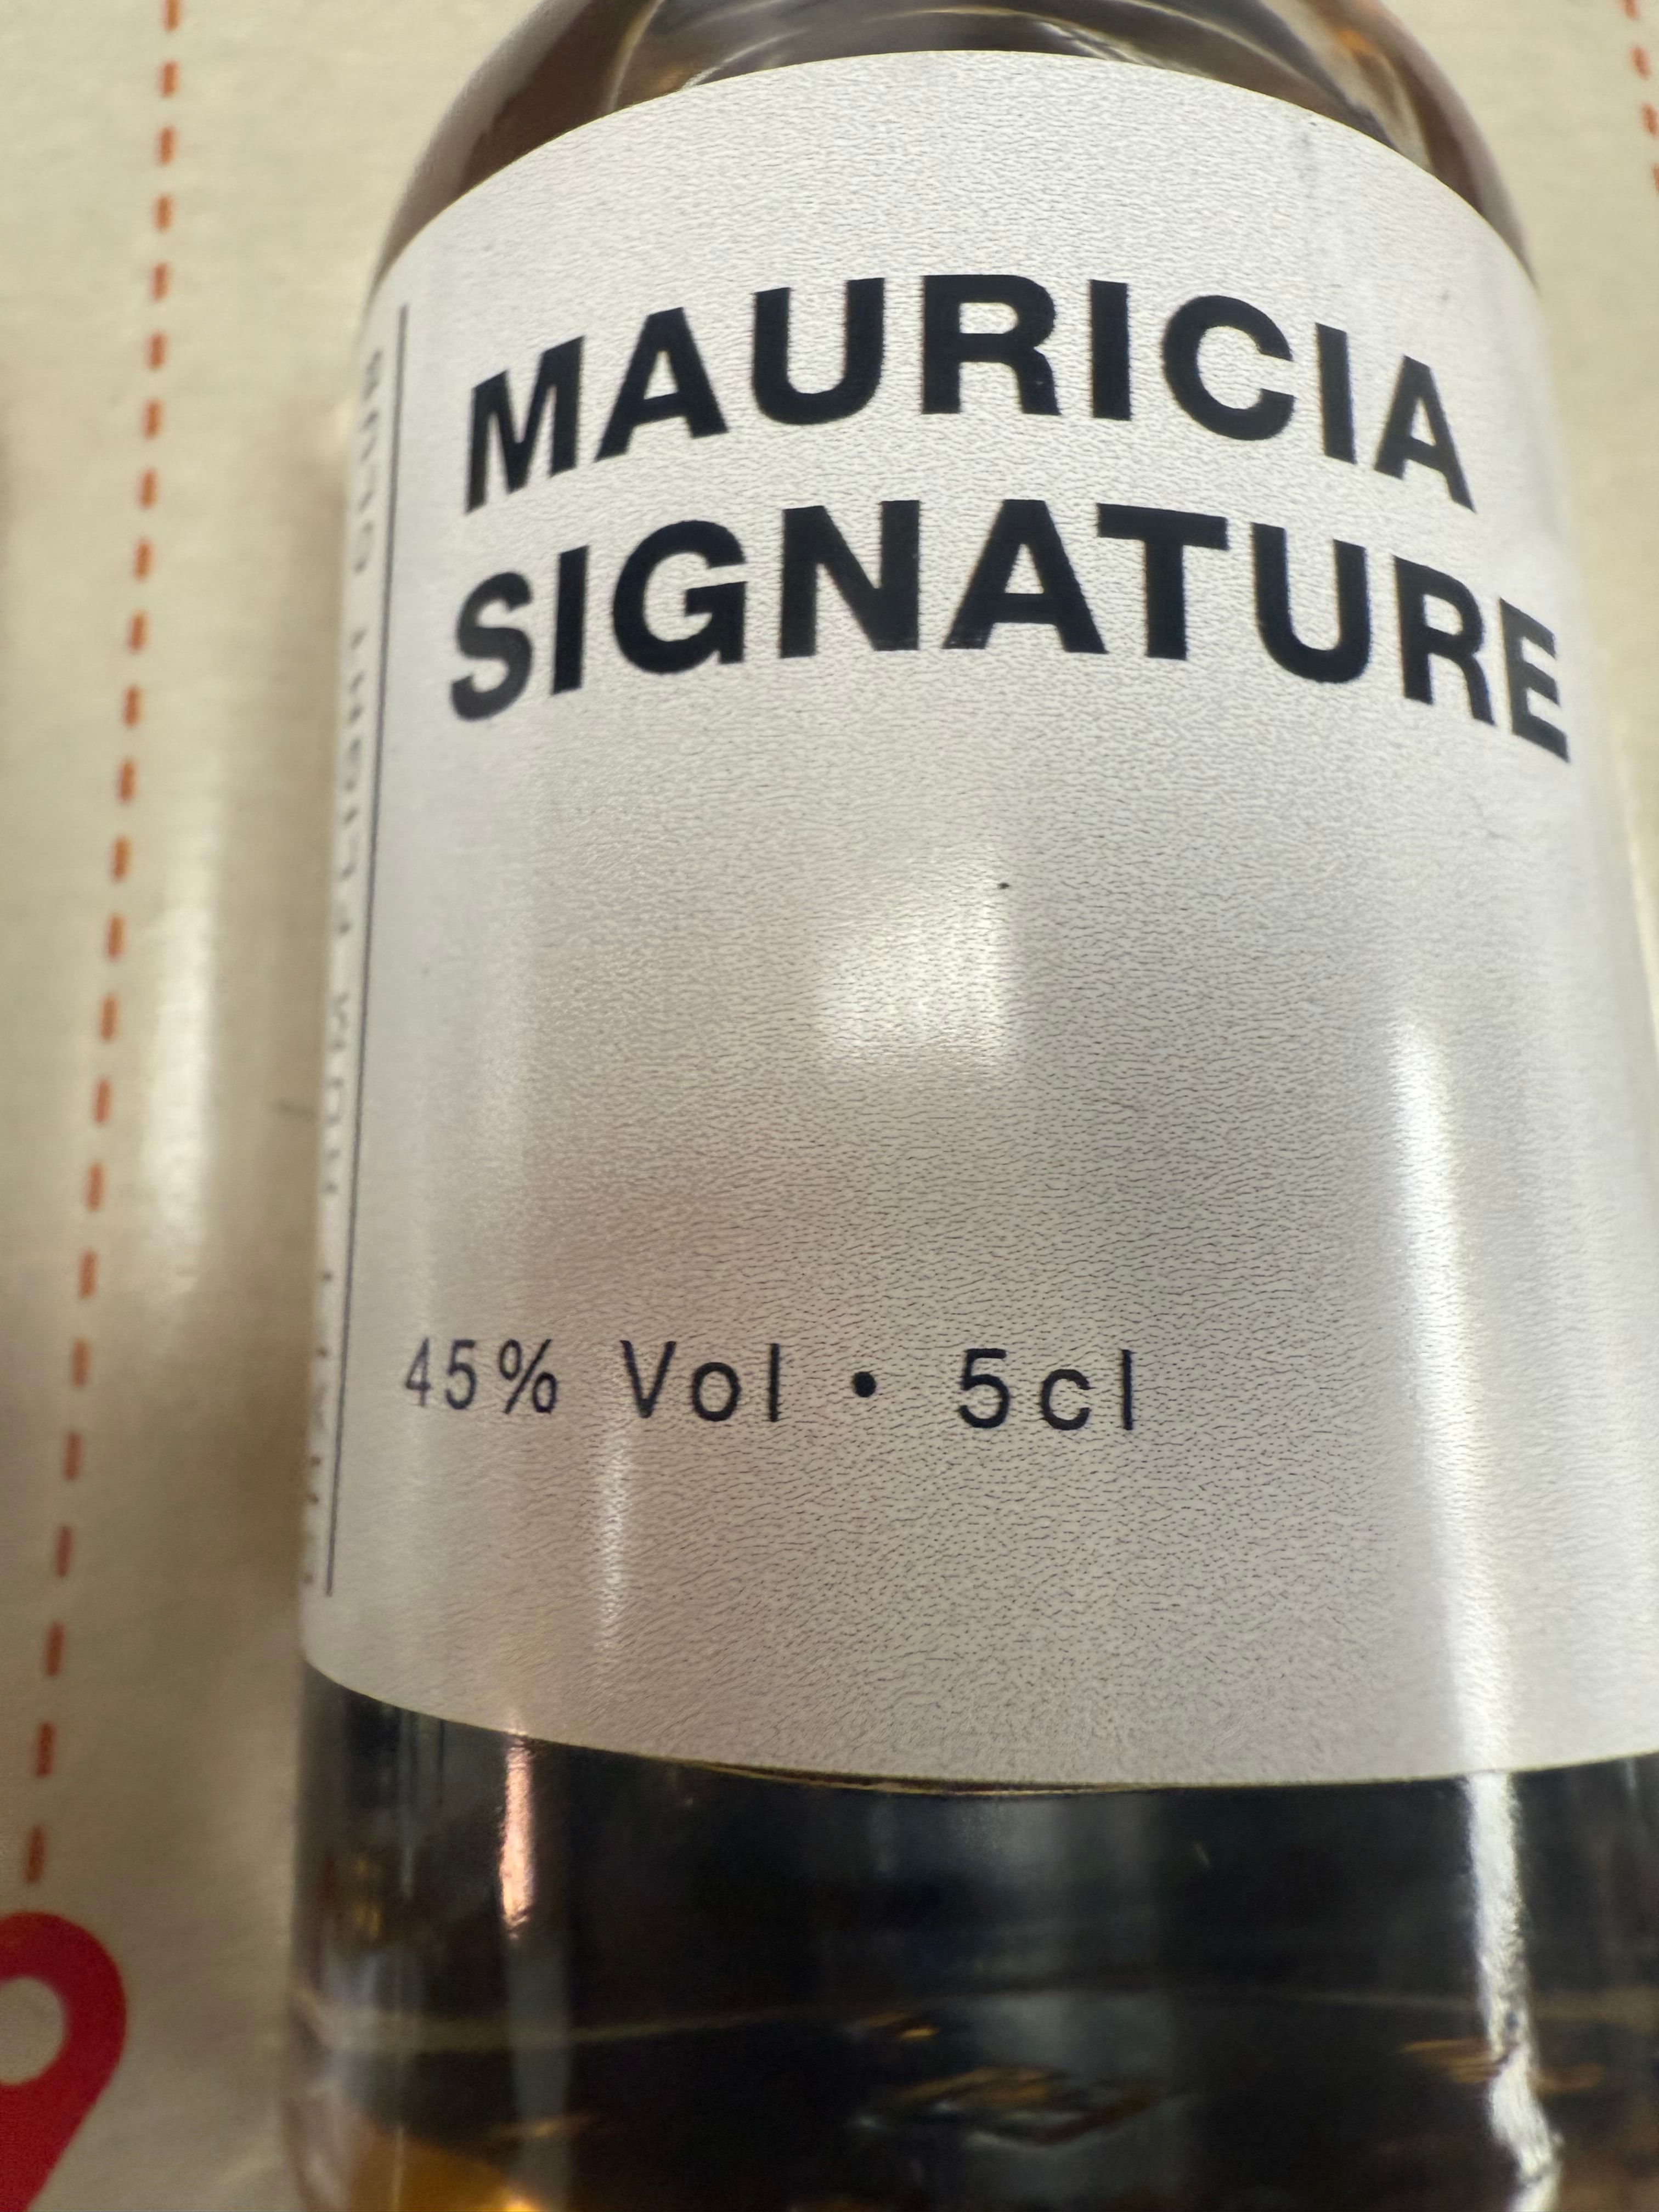 MAURICIA
SIGNATURE
45% Vol • 5cl